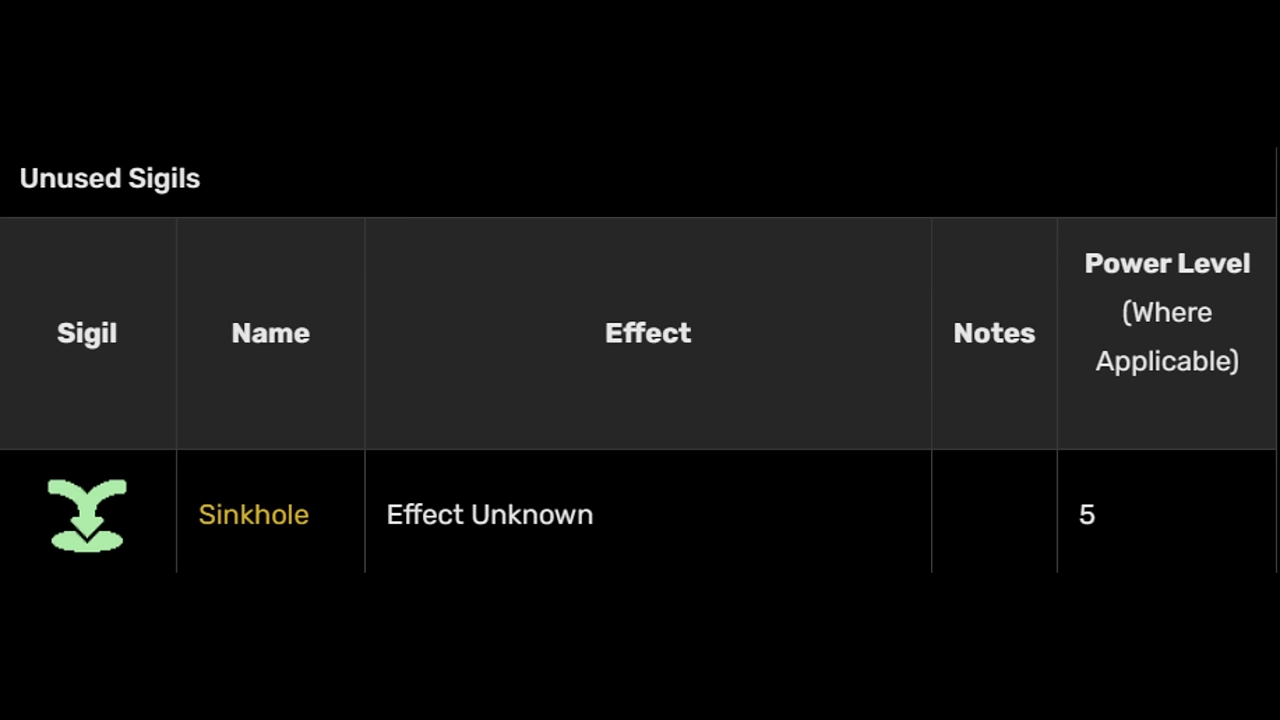 Unused Sigils
Sigil
Name
Effect
Notes
Power Level
(Where
Applicable)
Sinkhole
Effect Unknown
5